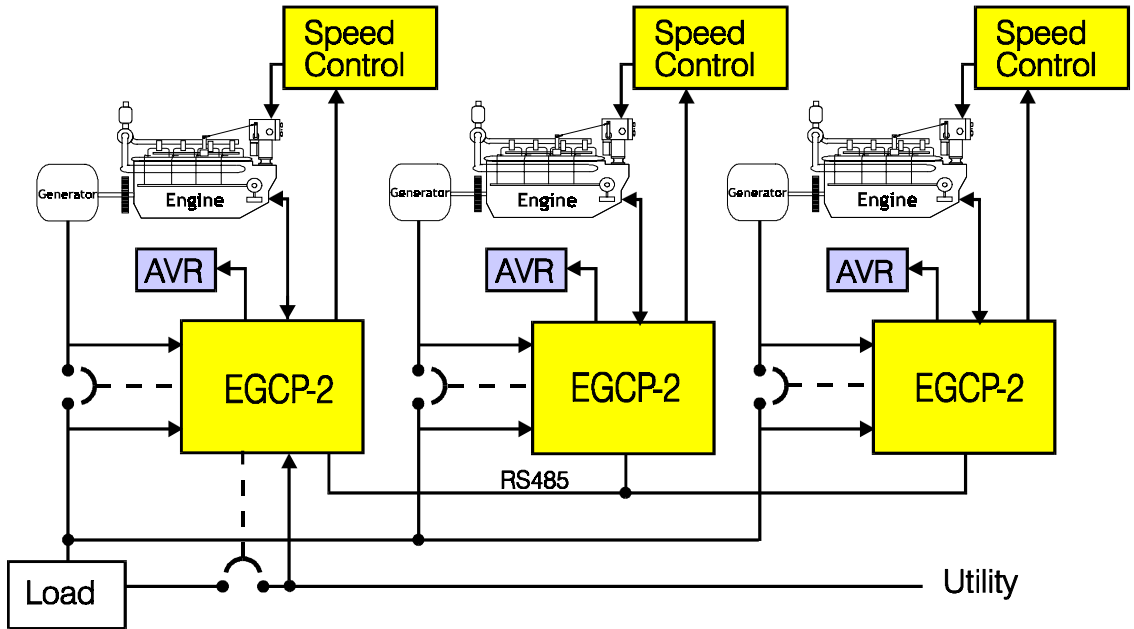 Speed
Control
Speed
Control
Speed
Control
Generator
Engine
Generator
Engine
Generator
Engine
AVR
AVR
AVR
EGCP-2
EGCP-2
EGCP-2
RS485
Load
Utility